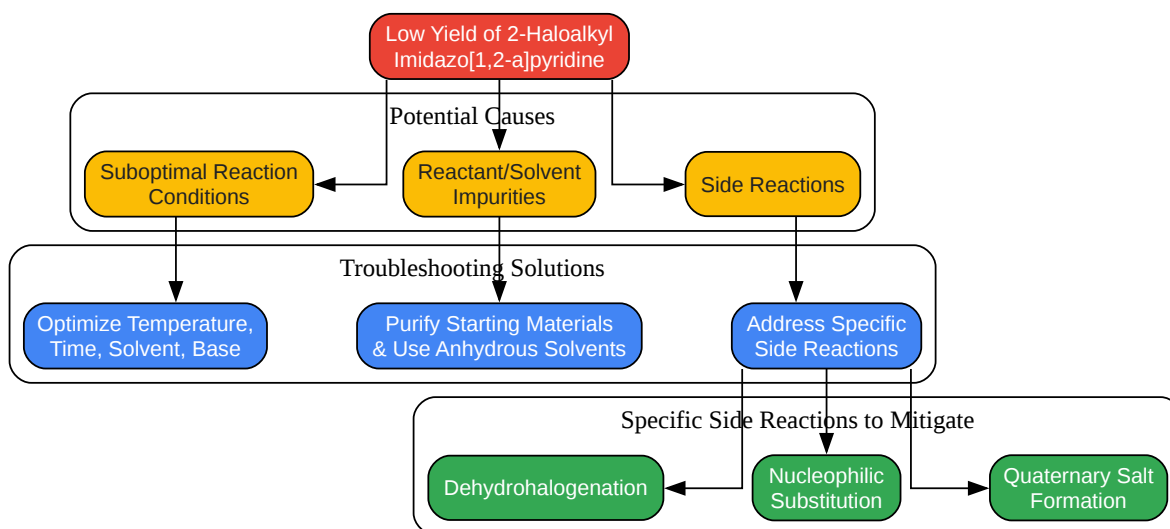 Low Yield of 2-Haloalkyl
Imidazo[1,2-a]pyridine
Potential Causes
Suboptimal Reaction
Conditions
Reactant/Solvent
Impurities
Side Reactions
Troubleshooting Solutions
Optimize Temperature,
Time, Solvent, Base
Purify Starting Materials
& Use Anhydrous Solvents
Address Specific
Side Reactions
Specific Side Reactions to Mitigate
Dehydrohalogenation
Nucleophilic
Substitution
Quaternary Salt
Formation